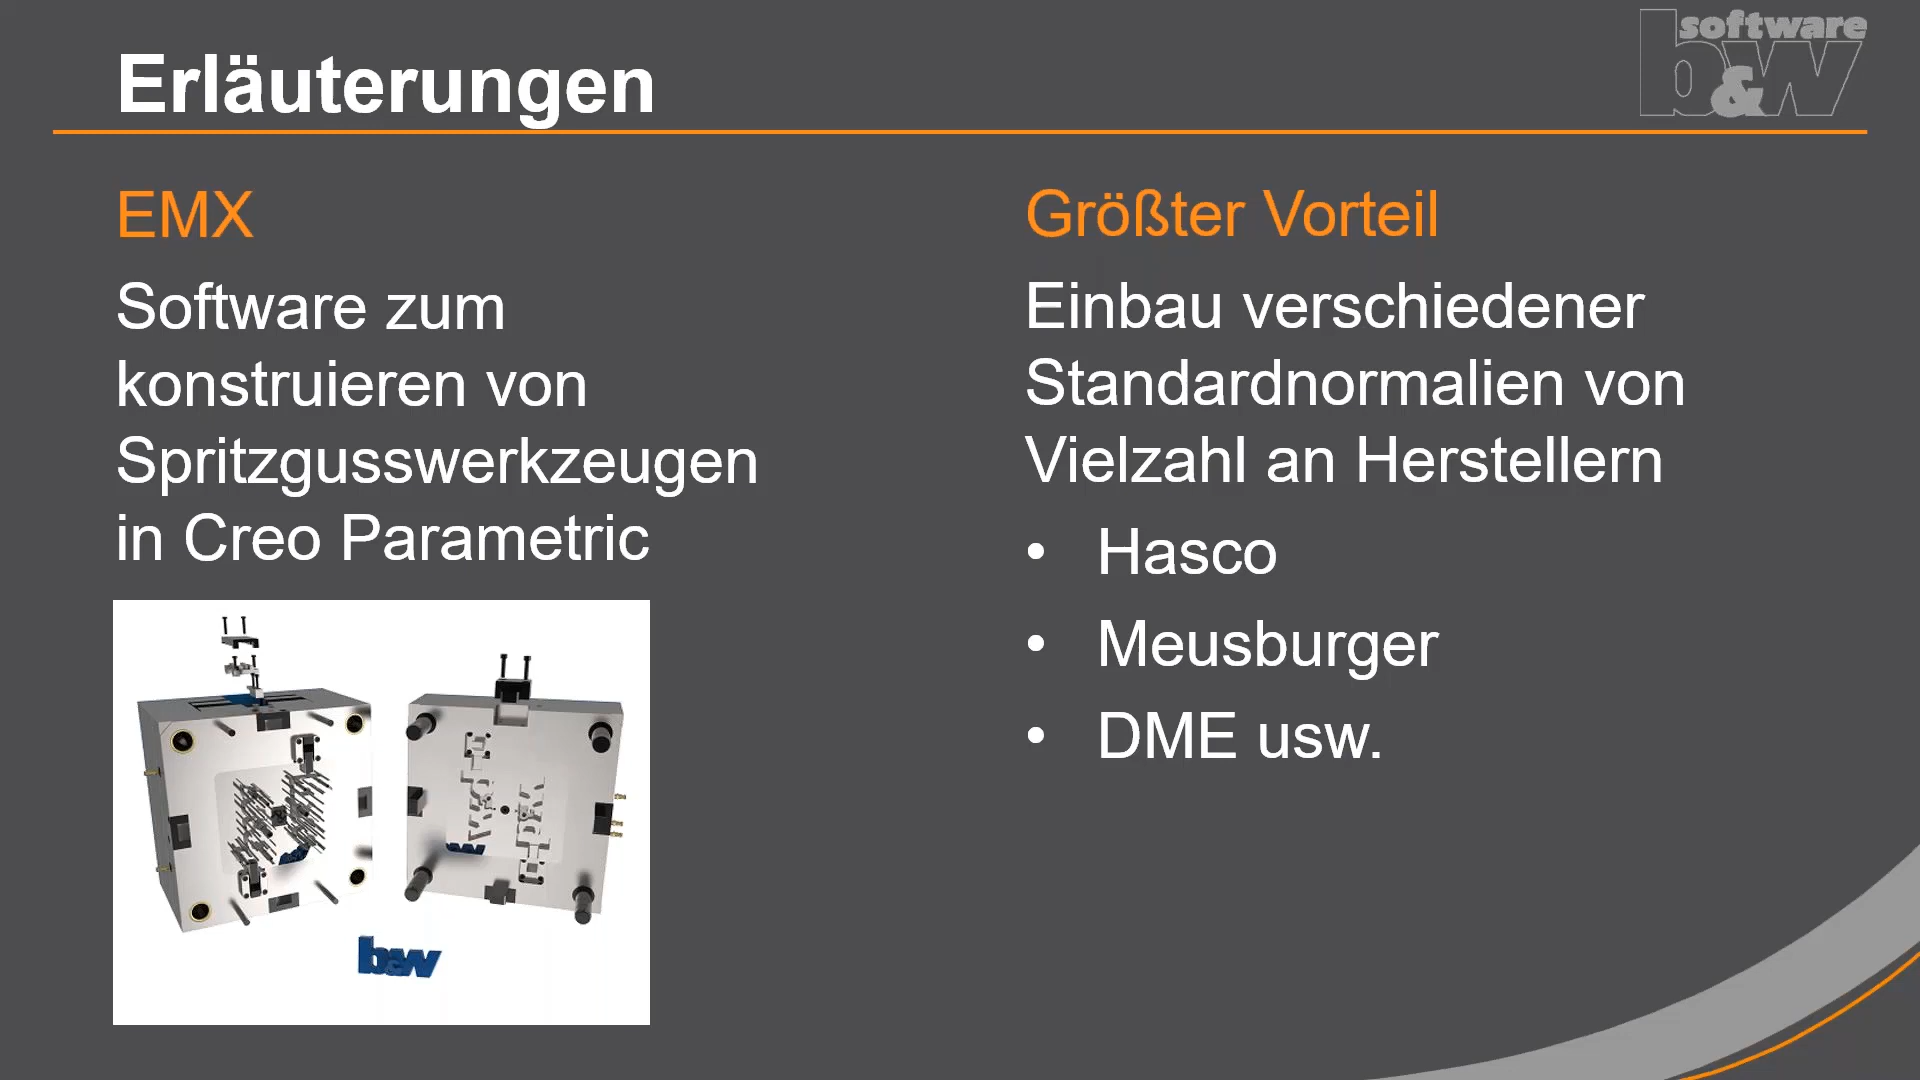 Erläuterungen
software
b&w
EMX
Software zum
konstruieren von
Spritzgusswerkzeugen
in Creo Parametric
b&w
Größter Vorteil
Einbau verschiedener
Standardnormalien von
Vielzahl an Herstellern
• Hasco
• Meusburger
• DME usw.